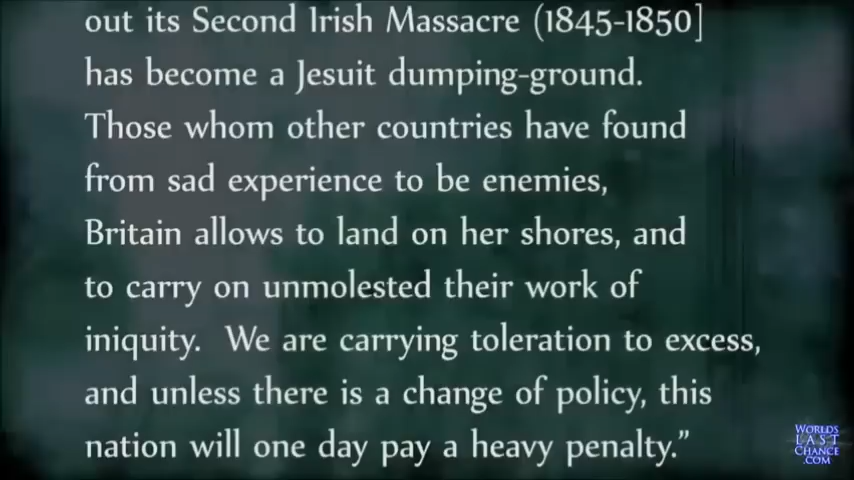 out its Second Irish Massacre (1845-1850]
has become a Jesuit dumping-ground.
Those whom other countries have found
from sad experience to be enemies,
Britain allows to land on her shores, and
to carry on unmolested their work of
iniquity.  We are carrying toleration to excess,
and unless there is a change of policy, this
nation will one day pay a heavy penalty.”
WORLD'S
LAST
CHANCE
.COM